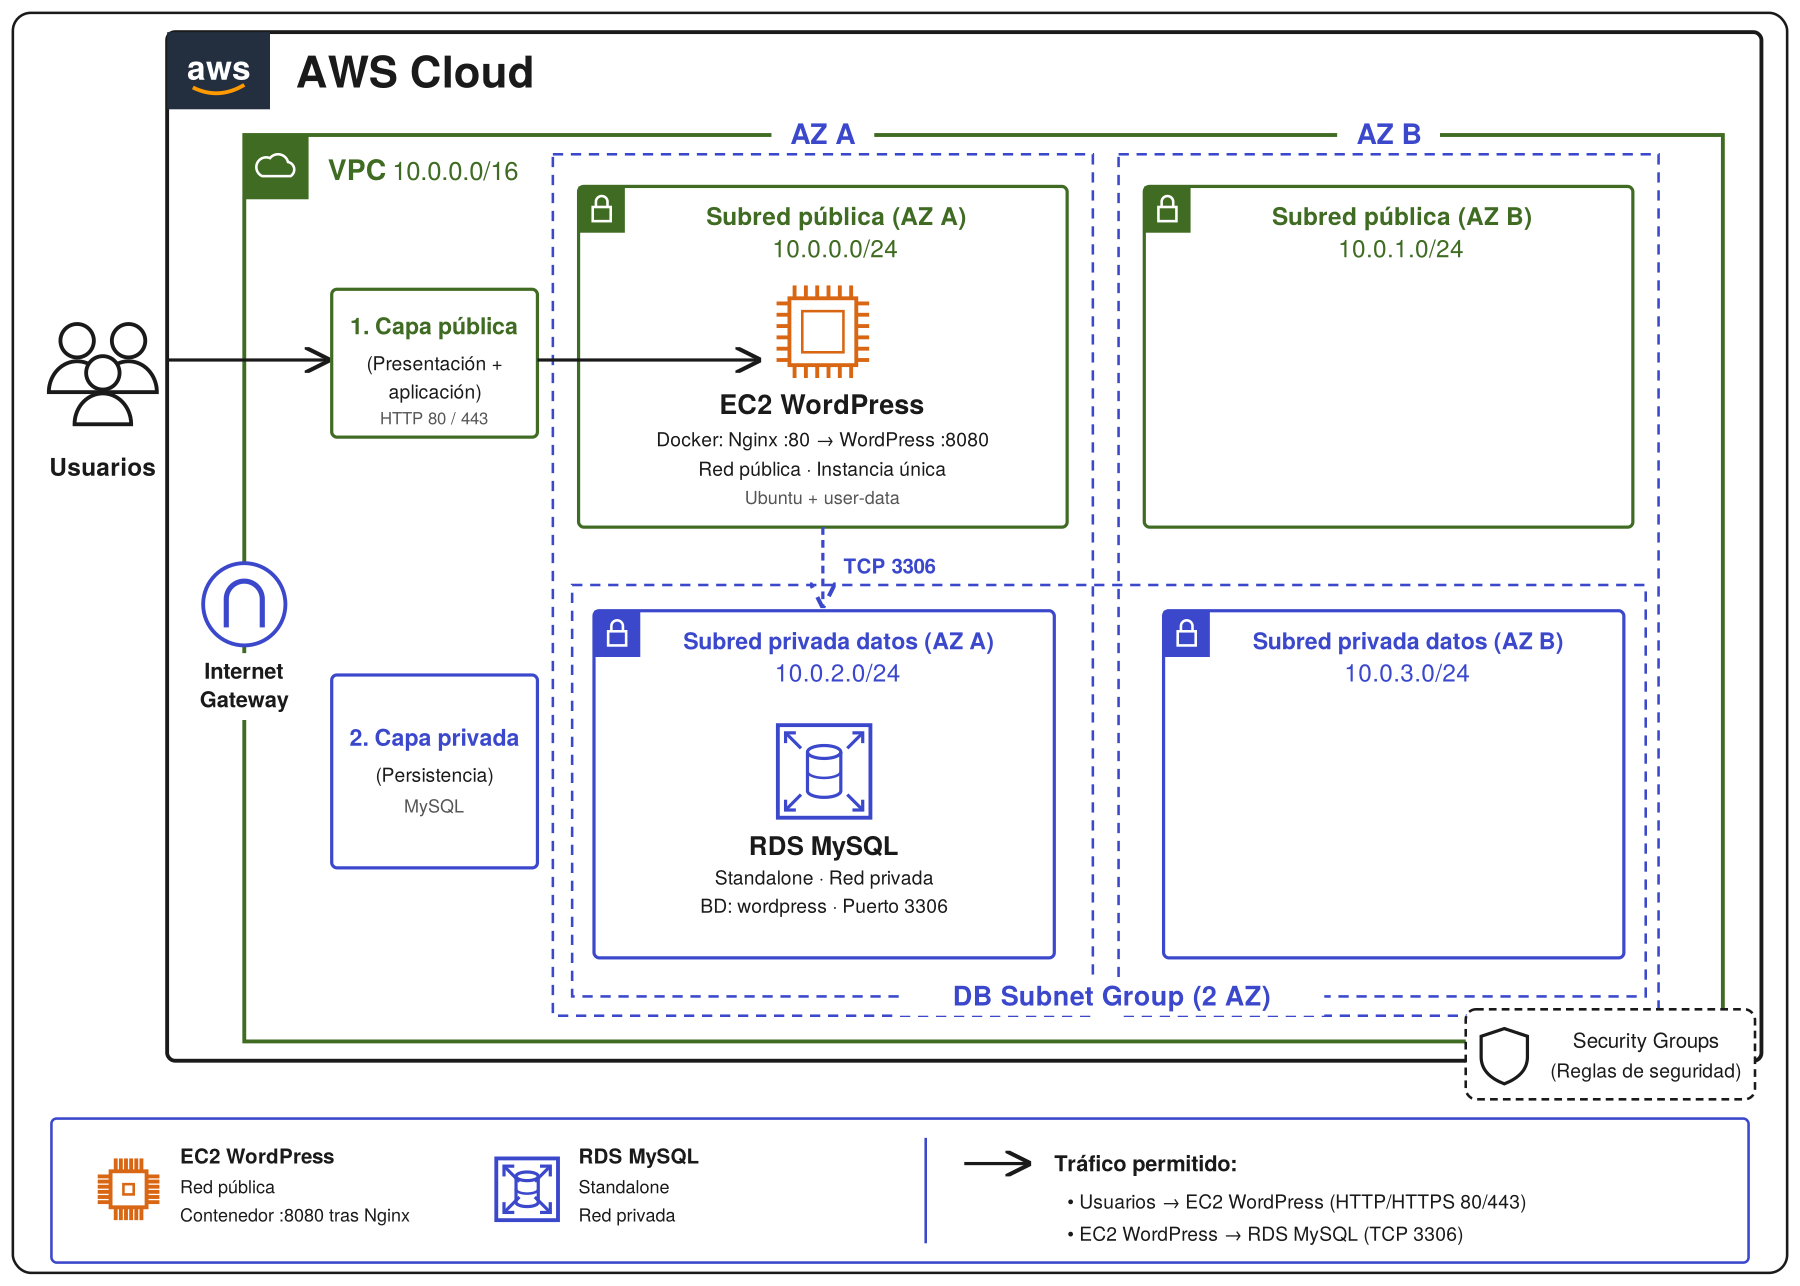 aws
AWS Cloud
AZ A
AZ B
VPC 10.0.0.0/16
Subred pública (AZ A)
10.0.0.0/24
Subred pública (AZ B)
10.0.1.0/24
1. Capa pública
(Presentación +
aplicación)
HTTP 80 / 443
Usuarios
EC2 WordPress
Docker: Nginx :80 → WordPress :8080
Red pública · Instancia única
Ubuntu + user-data
TCP 3306
Internet
Gateway
2. Capa privada
(Persistencia)
MySQL
Subred privada datos (AZ A)
10.0.2.0/24
Subred privada datos (AZ B)
10.0.3.0/24
RDS MySQL
Standalone · Red privada
BD: wordpress · Puerto 3306
DB Subnet Group (2 AZ)
Security Groups
(Reglas de seguridad)
EC2 WordPress
Red pública
Contenedor :8080 tras Nginx
RDS MySQL
Standalone
Red privada
Tráfico permitido:
• Usuarios → EC2 WordPress (HTTP/HTTPS 80/443)
• EC2 WordPress → RDS MySQL (TCP 3306)